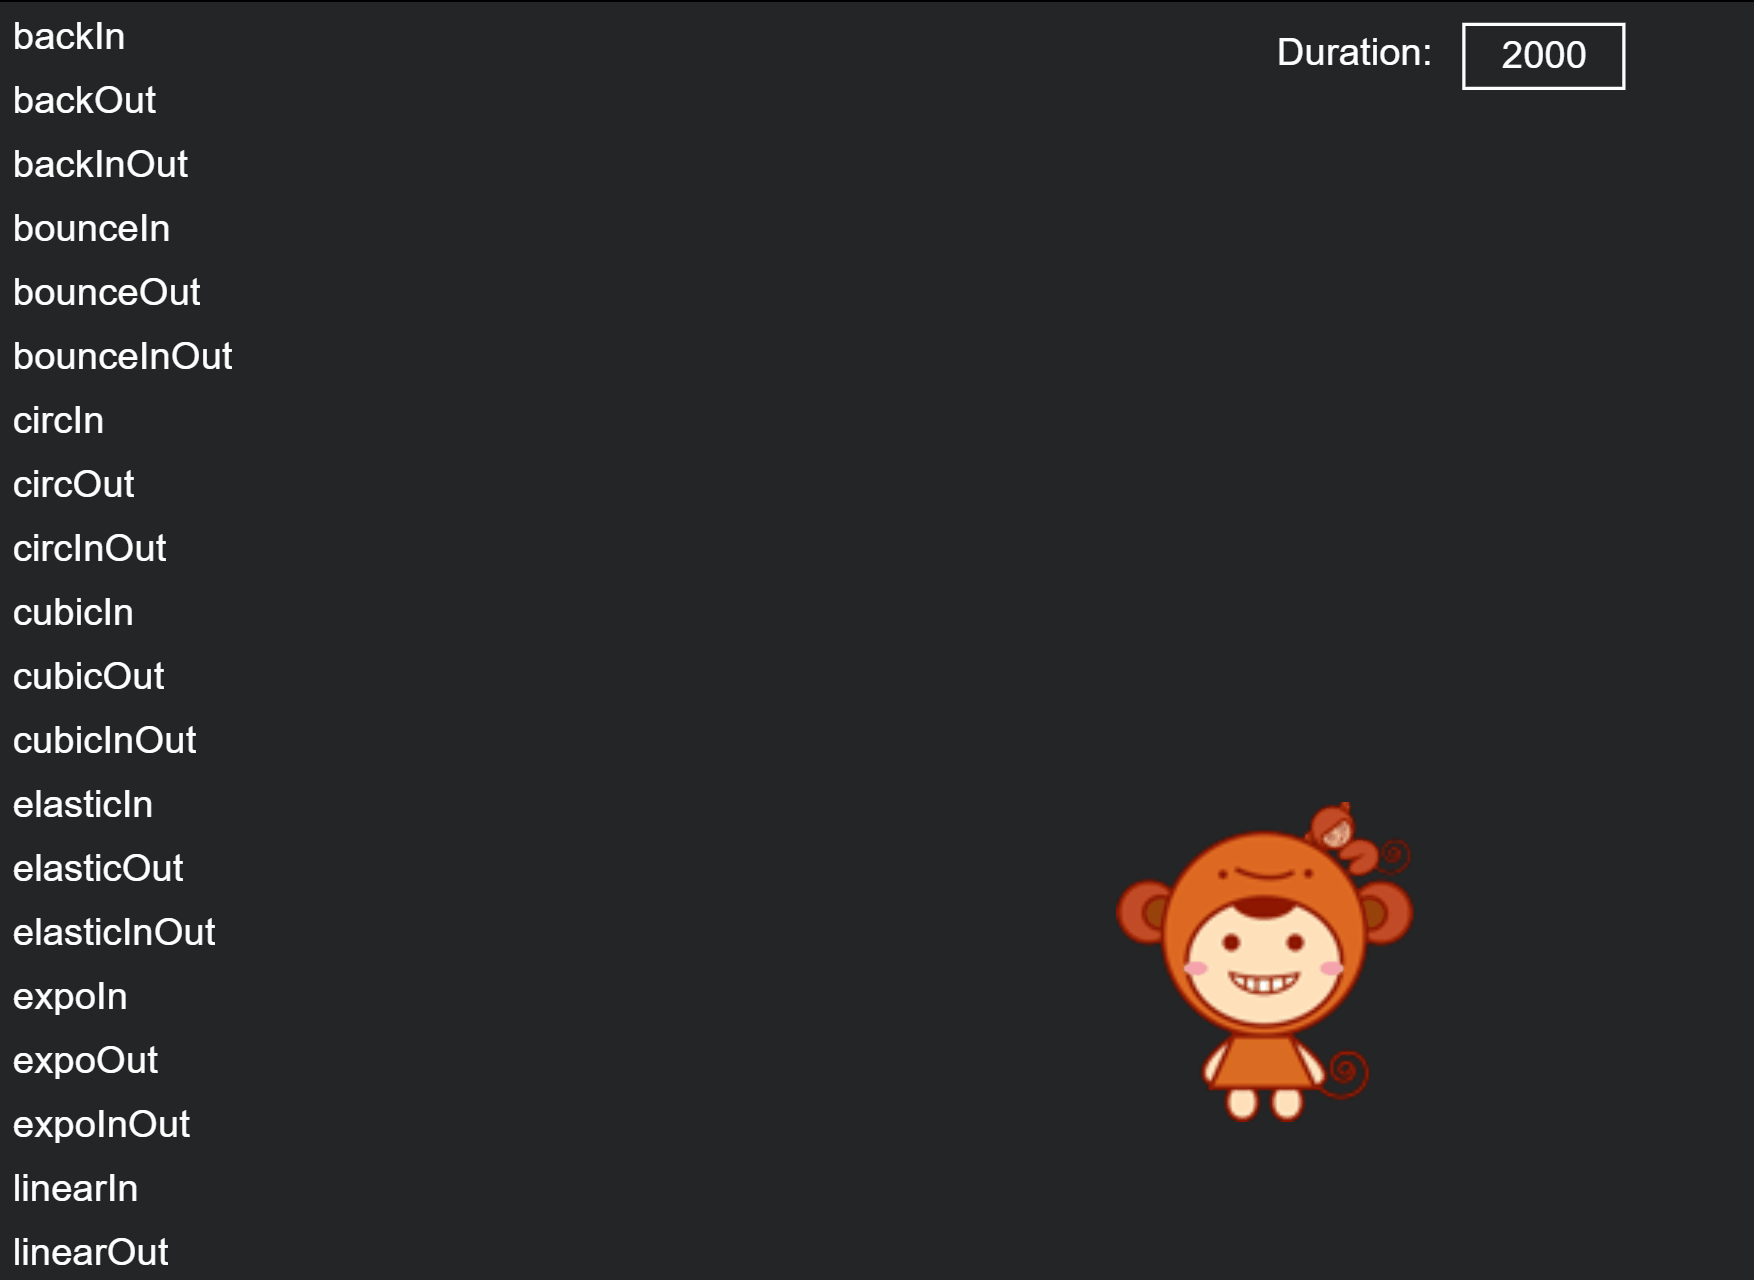 backIn
backOut
backInOut
bounceIn
bounceOut
bounceInOut
circIn
circOut
circInOut
cubicIn
cubicOut
cubicInOut
elasticIn
elasticOut
elasticInOut
expoIn
expoOut
expoInOut
linearIn
linearOut
Duration: 2000